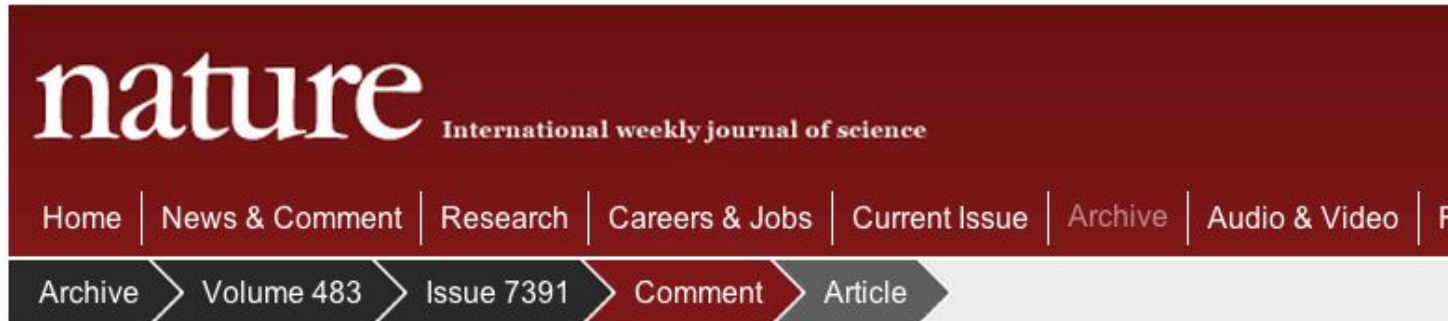 nature International weekly journal of science
Home News & Comment Research Careers & Jobs Current Issue Archive Audio & Video
Archive Volume 483 Issue 7391 Comment Article